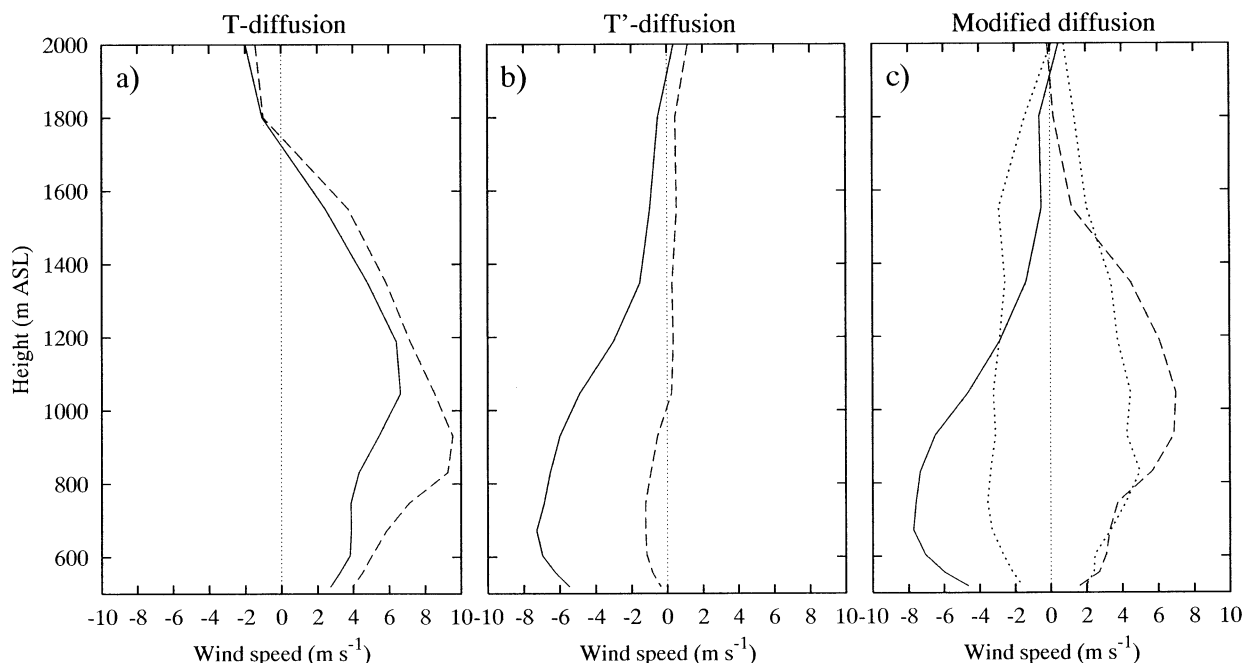 T-diffusion T'-diffusion Modified diffusion
a) b) c)
2000
1800
1600
1400
1200
1000
800
600
Height (m ASL)
-10 -8 -6 -4 -2 0 2 4 6 8 10 -10 -8 -6 -4 -2 0 2 4 6 8 10 -10 -8 -6 -4 -2 0 2 4 6 8 10
Wind speed (m s⁻¹) Wind speed (m s⁻¹) Wind speed (m s⁻¹)